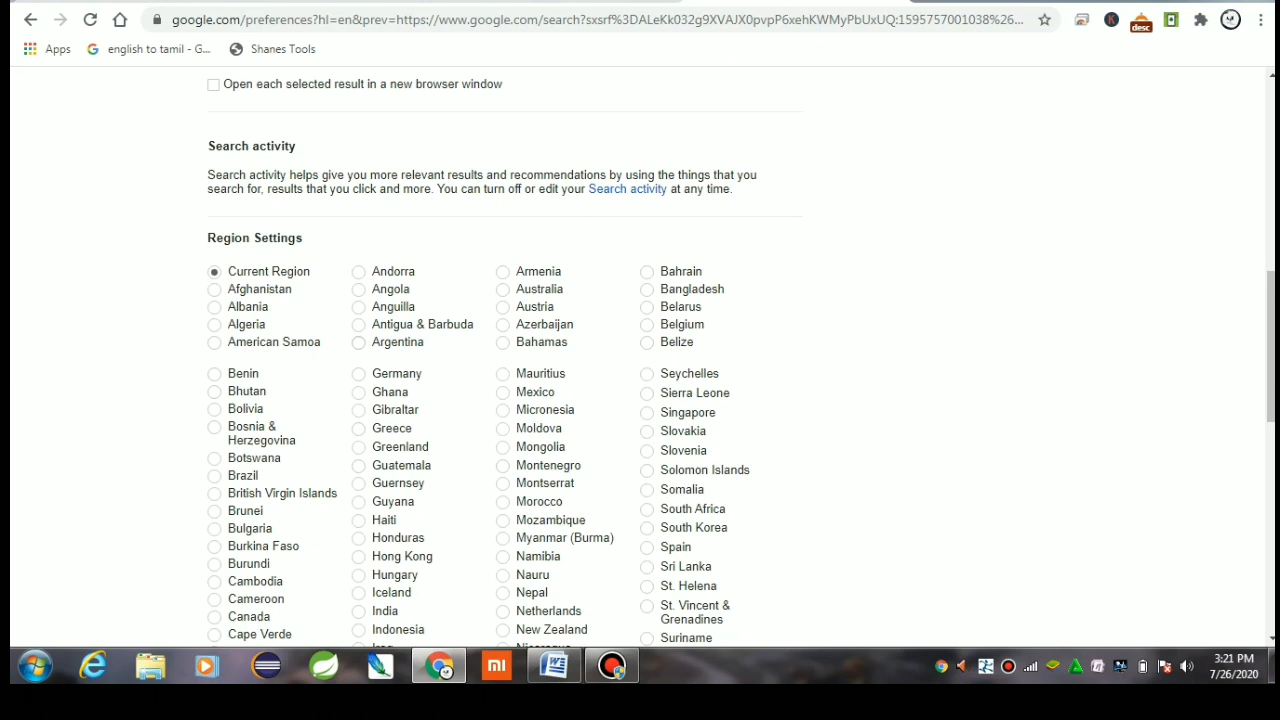 google.com/preferences?hl=en&prev=https://www.google.com/search?sxsrf%3DALeKk032g9XVAJX0pvpP6xehKWMyPbUxUQ:1595757001038%26...
desc
Apps english to tamil - G... Shanes Tools
Open each selected result in a new browser window
Search activity
Search activity helps give you more relevant results and recommendations by using the things that you
search for, results that you click and more. You can turn off or edit your Search activity at any time.
Region Settings
Current Region Andorra Armenia Bahrain
Afghanistan Angola Australia Bangladesh
Albania Anguilla Austria Belarus
Algeria Antigua & Barbuda Azerbaijan Belgium
American Samoa Argentina Bahamas Belize
Benin Germany Mauritius Seychelles
Bhutan Ghana Mexico Sierra Leone
Bolivia Gibraltar Micronesia Singapore
Bosnia & Greece Moldova Slovakia
Herzegovina Greenland Mongolia Slovenia
Botswana Guatemala Montenegro Solomon Islands
Brazil Guernsey Montserrat Somalia
British Virgin Islands Guyana Morocco South Africa
Brunei Haiti Mozambique South Korea
Bulgaria Honduras Myanmar (Burma) Spain
Burkina Faso Hong Kong Namibia Sri Lanka
Burundi Hungary Nauru St. Helena
Cambodia Iceland Nepal St. Vincent &
Cameroon India Netherlands Grenadines
Canada Indonesia New Zealand Suriname
Cape Verde
mi
3:21 PM
7/26/2020